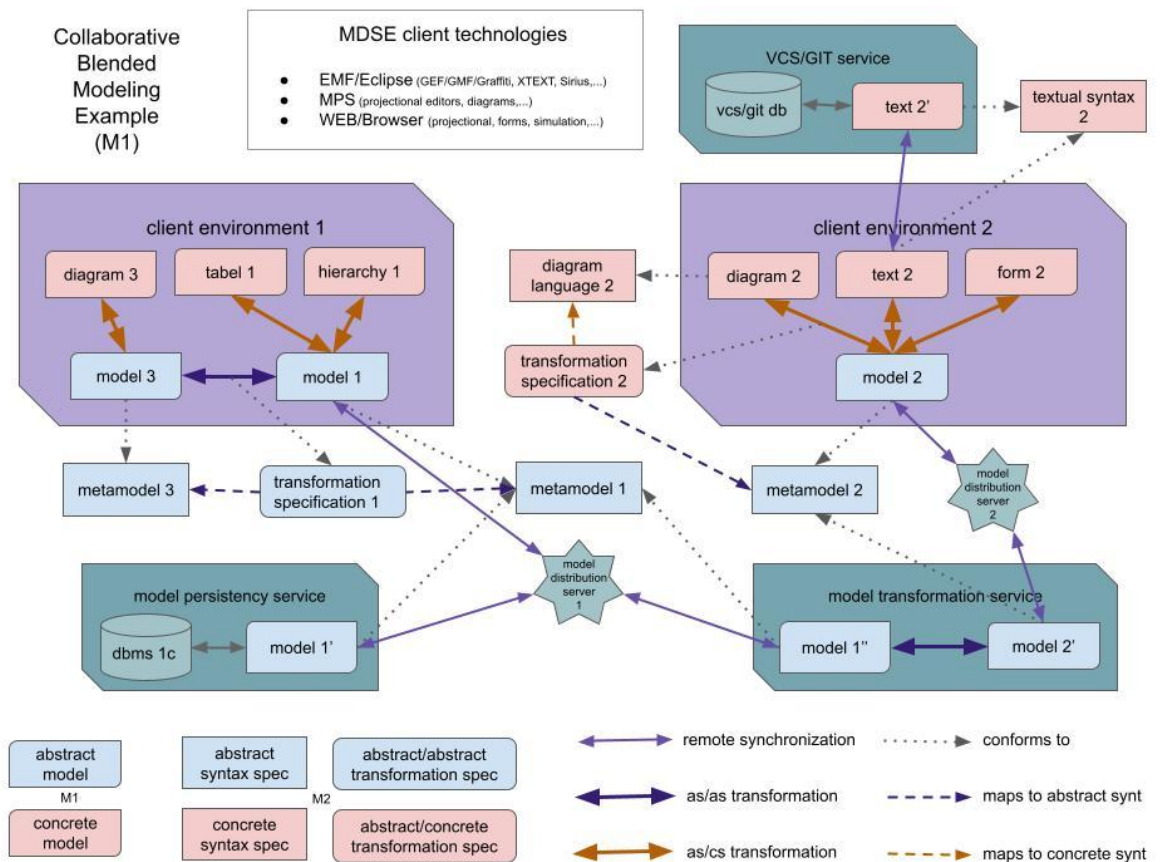 Collaborative
Blended
Modeling
Example
(M1)
MDSE client technologies
● EMF/Eclipse (GEF/GMF/Graffiti, XTEXT, Sirius,...)
● MPS (projectional editors, diagrams,...)
● WEB/Browser (projectional, forms, simulation,...)
VCS/GIT service
vcs/git db
text 2'
textual syntax
2
client environment 1
diagram 3
tabel 1
hierarchy 1
model 3
model 1
diagram
language 2
transformation
specification 2
client environment 2
diagram 2
text 2
form 2
model 2
metamodel 3
transformation
specification 1
metamodel 1
metamodel 2
model
distribution
server
2
model
distribution
server
1
model persistency service
dbms 1c
model 1'
model transformation service
model 1''
model 2'
abstract
model
M1
concrete
model
abstract
syntax spec
M2
concrete
syntax spec
abstract/abstract
transformation spec
abstract/concrete
transformation spec
remote synchronization
as/as transformation
as/cs transformation
conforms to
maps to abstract synt
maps to concrete synt